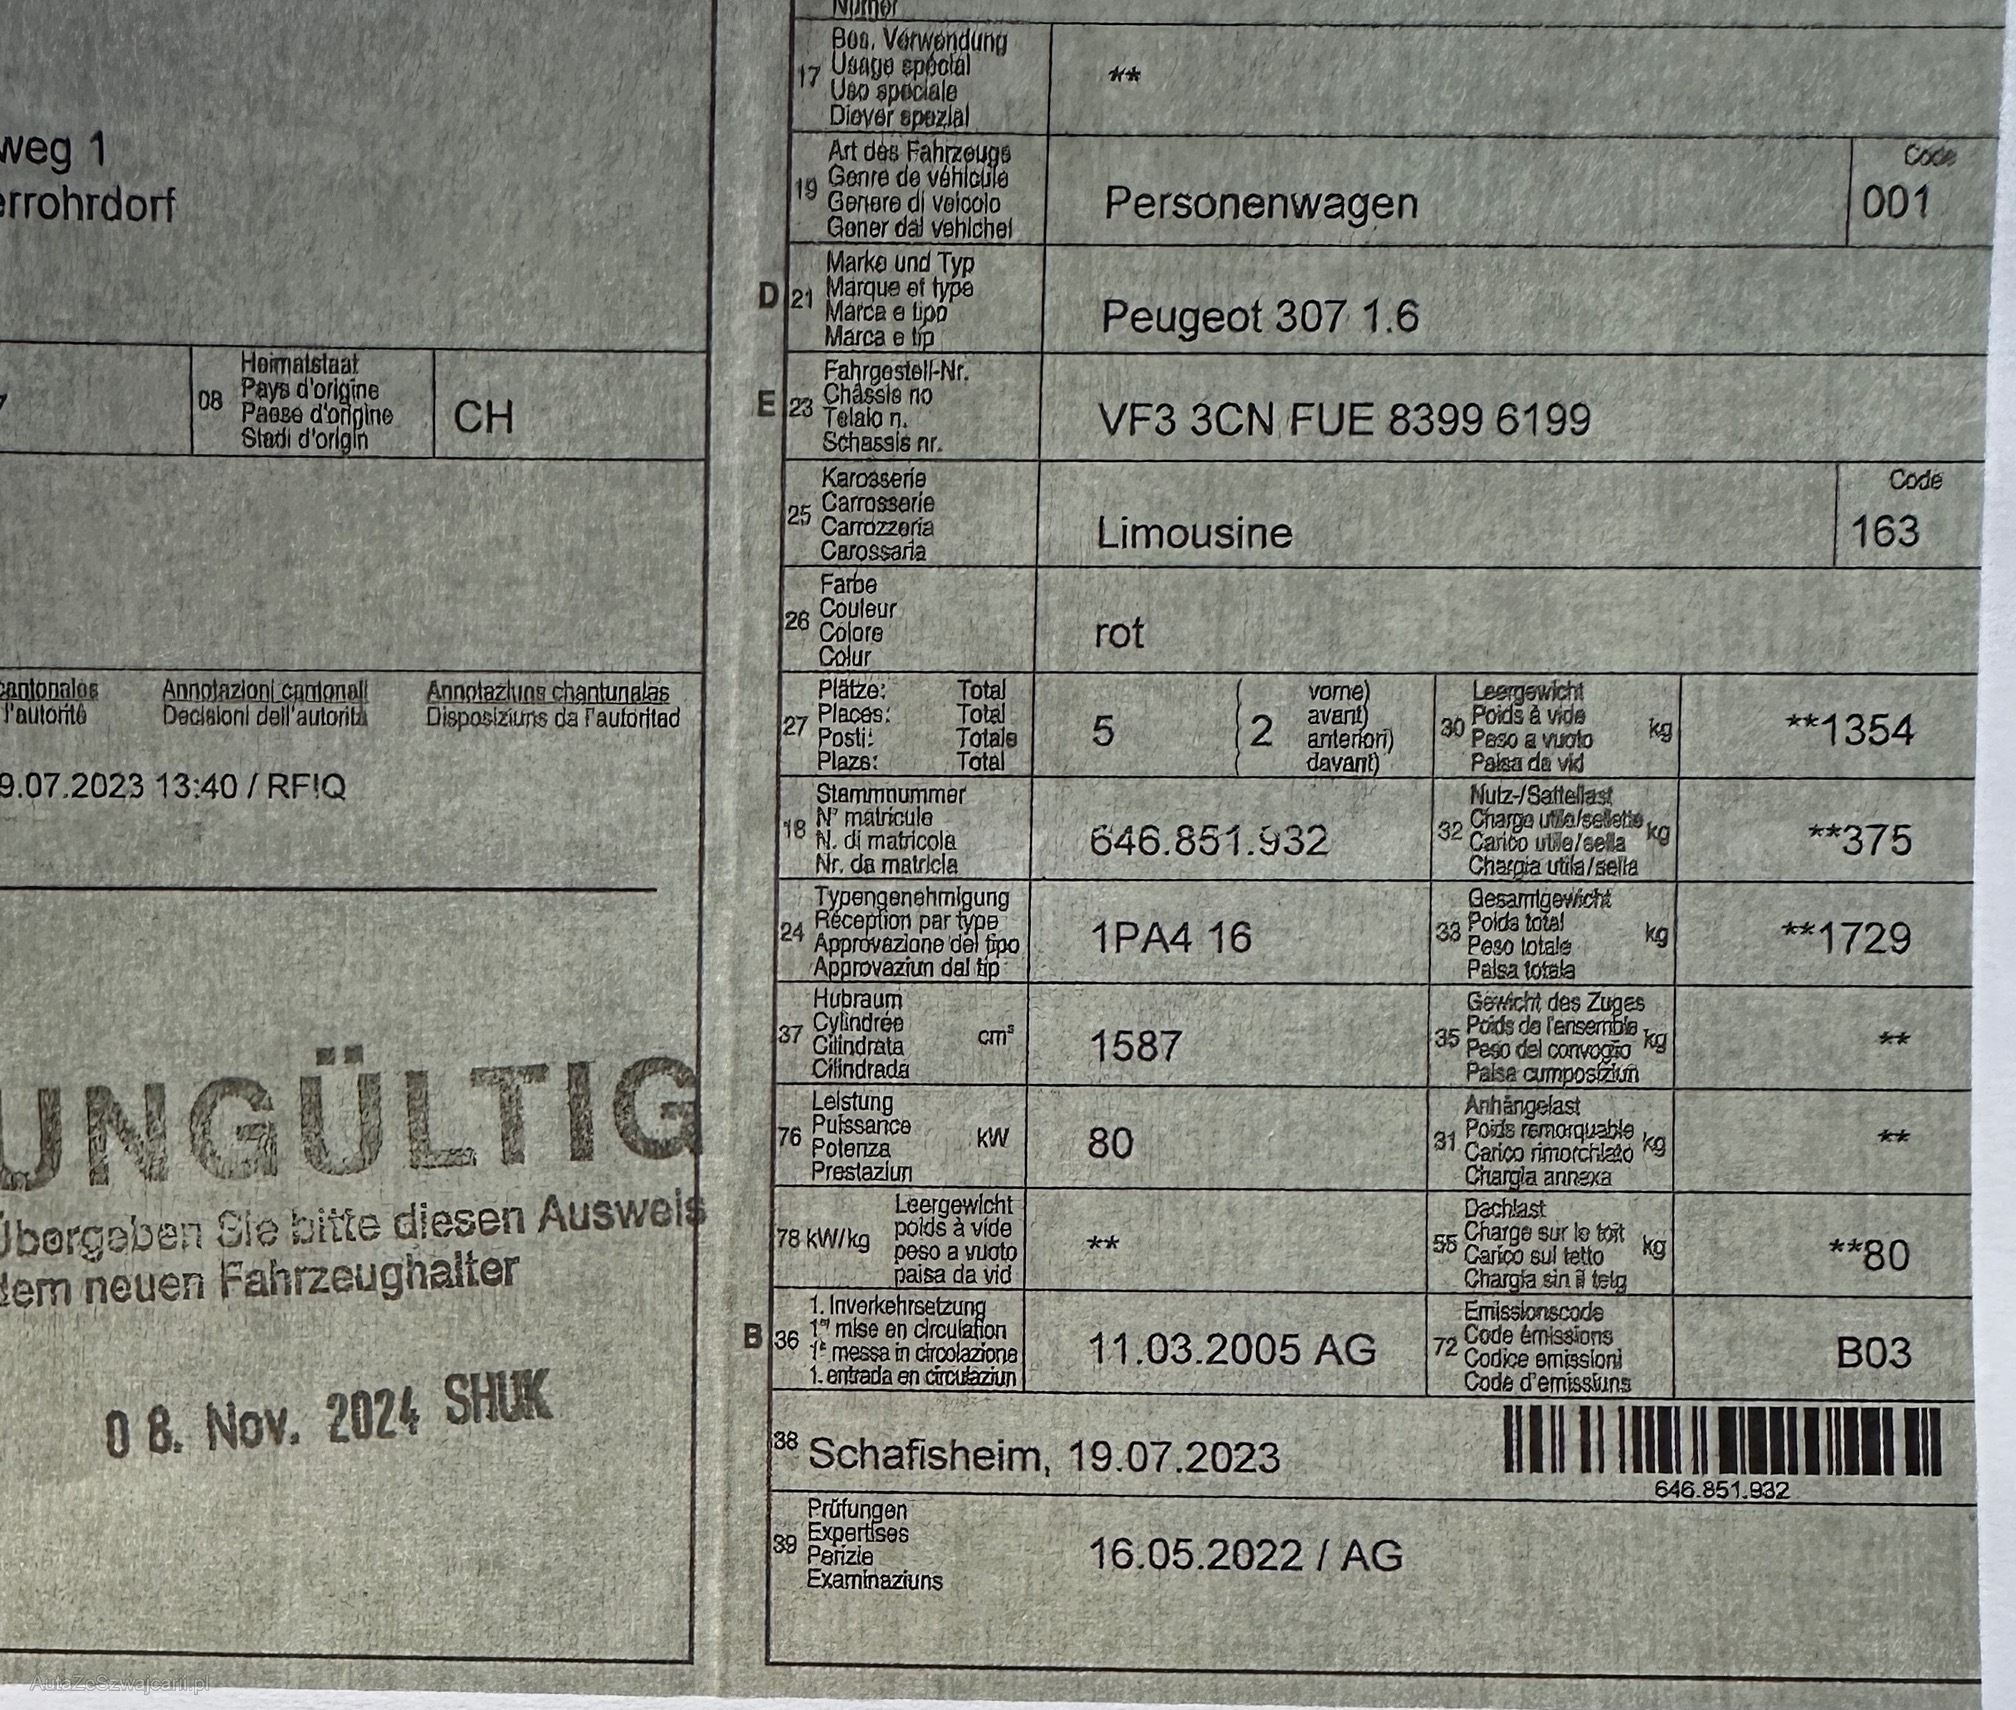 weg 1
errohrdorf
08
Heimatstaat
Pays d'origine
Paese d'origine
Stadi d'origin
CH
cantonales
l'autorité
Annotazioni cantonali
Decisioni dell'autorità
Annotaziuns chantunalas
Disposiziuns da l'autoritad
9.07.2023 13:40 / RFIQ
UNGÜLTIG
Übergeben Sie bitte diesen Ausweis
dem neuen Fahrzeughalter
08. Nov. 2024 SHUK
Numer
17
Bes. Verwendung
Usage spécial
Uso speciale
Diever spezial
**
19
Art des Fahrzeugs
Genre de véhicule
Genere di veicolo
Gener dal vehichel
Personenwagen
Code
001
D 21
Marke und Typ
Marque et type
Marca e tipo
Marca e tip
Peugeot 307 1.6
E 23
Fahrgestell-Nr.
Châssis no
Telaio n.
Schassis nr.
VF3 3CN FUE 8399 6199
25
Karosserie
Carrosserie
Carrozzeria
Carossaria
Limousine
Code
163
26
Farbe
Couleur
Colore
Colur
rot
27
Plätze: Total
Places: Total
Posti: Totale
Plazs: Total
5
( 2
vorne)
avant)
anteriori)
davant)
30
Leergewicht
Poids à vide
Peso a vuoto
Paisa da vid
kg
**1354
18
Stammnummer
N° matricule
N. di matricola
Nr. da matricla
646.851.932
32
Nutz-/Sattellast
Charge utile/sellette
Carico utile/sella
Chargia utila/sella
kg
**375
24
Typengenehmigung
Réception par type
Approvazione del tipo
Approvaziun dal tip
1PA4 16
33
Gesamtgewicht
Poids total
Peso totale
Paisa totala
kg
**1729
37
Hubraum
Cylindrée
Cilindrata
Cilindrada
cm³
1587
35
Gewicht des Zuges
Poids de l'ensemble
Peso del convoglio
Paisa cumposiziun
kg
**
76
Leistung
Puissance
Potenza
Prestaziun
kW
80
31
Anhängelast
Poids remorquable
Carico rimorchiato
Chargia annexa
kg
**
78 kW/kg
Leergewicht
poids à vide
peso a vuoto
paisa da vid
**
55
Dachlast
Charge sur le toit
Carico sul tetto
Chargia sin il tetg
kg
**80
B 36
1. Inverkehrsetzung
1re mise en circulation
1a messa in circolazione
1. entrada en circulaziun
11.03.2005 AG
72
Emissionscode
Code émissions
Codice emissioni
Code d'emissiuns
B03
38
Schafisheim, 19.07.2023
646.851.932
39
Prüfungen
Expertises
Perizie
Examinaziuns
16.05.2022 / AG
AutaZeSzwajcarii.pl